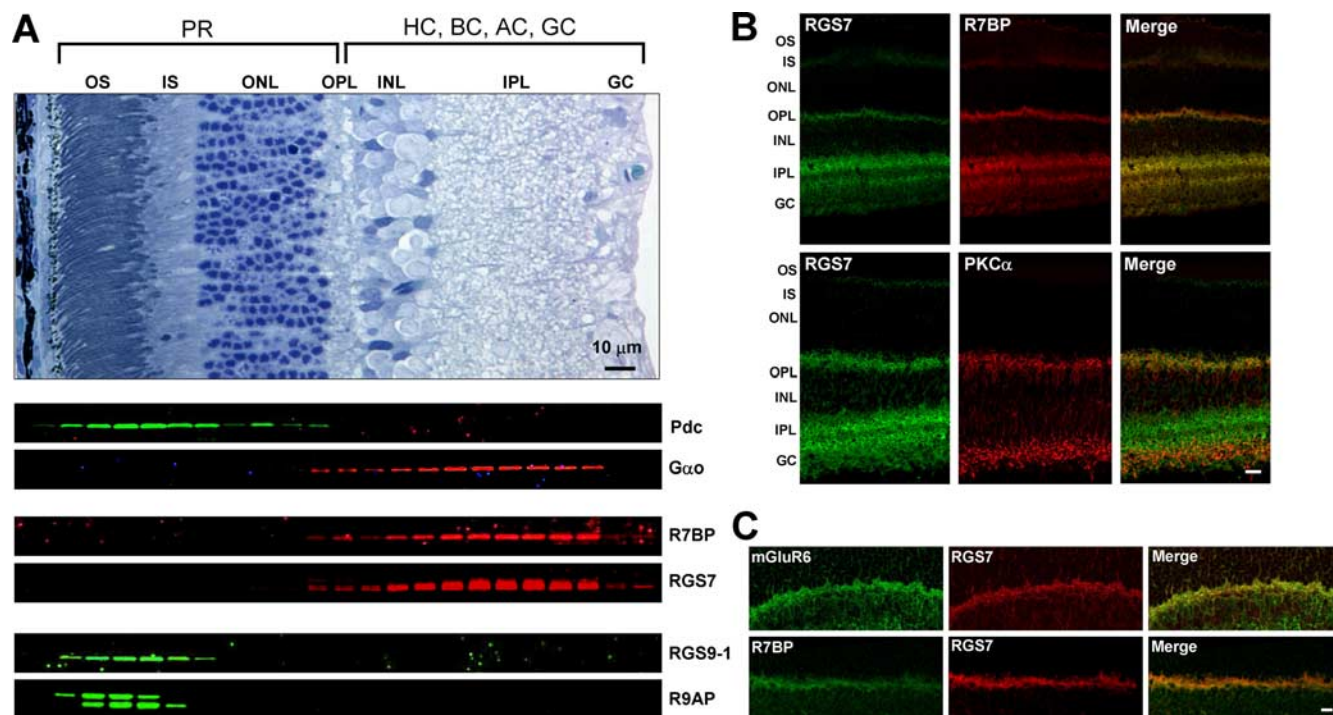 A
PR
HC, BC, AC, GC
OS IS ONL OPL INL IPL GC
10 μm
Pdc
Gαo
R7BP
RGS7
RGS9-1
R9AP
B
RGS7 R7BP Merge
OS
IS
ONL
OPL
INL
IPL
GC
RGS7 PKCα Merge
OS
IS
ONL
OPL
INL
IPL
GC
C
mGluR6 RGS7 Merge
R7BP RGS7 Merge